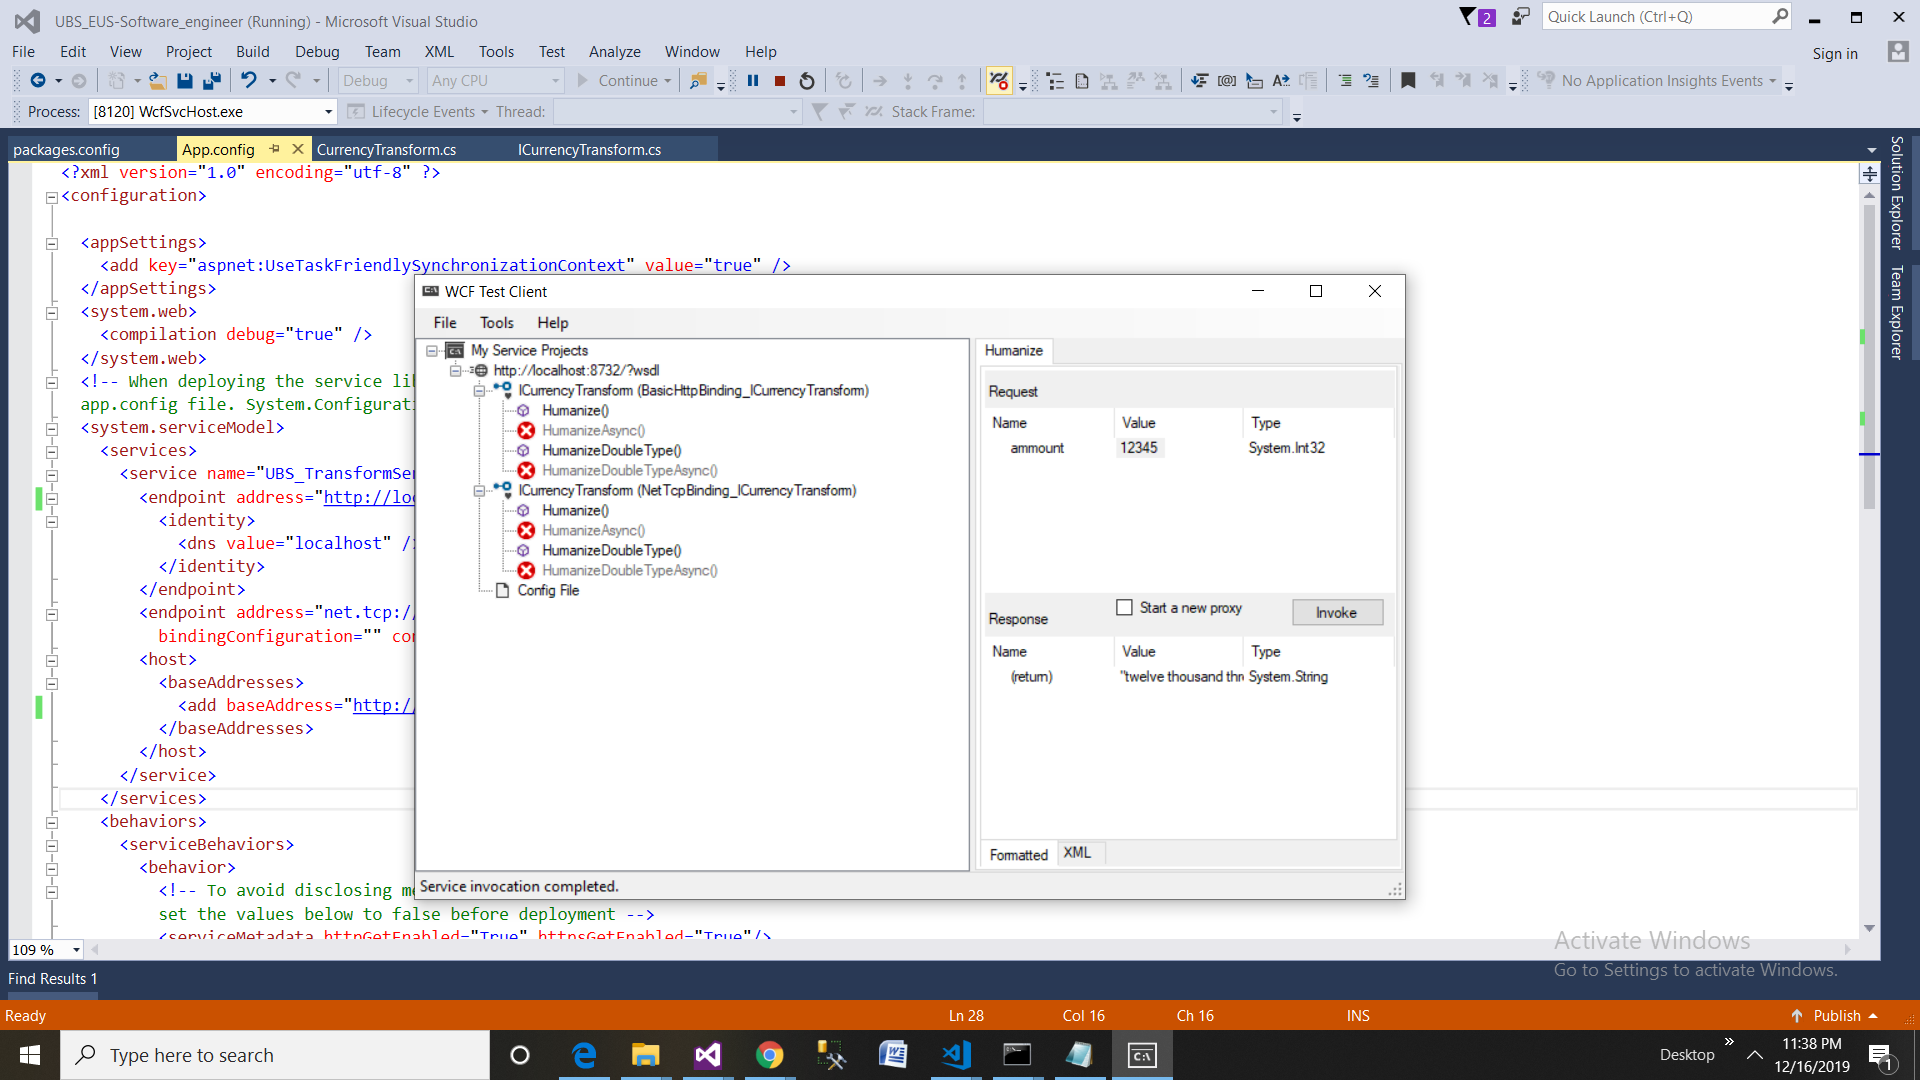 UBS_EUS-Software_engineer (Running) - Microsoft Visual Studio
2
Quick Launch (Ctrl+Q)
File Edit View Project Build Debug Team XML Tools Test Analyze Window Help
Sign in
Debug Any CPU Continue
No Application Insights Events
Process: [8120] WcfSvcHost.exe Lifecycle Events Thread: Stack Frame:
packages.config App.config CurrencyTransform.cs ICurrencyTransform.cs
Solution Explorer
Team Explorer
<?xml version="1.0" encoding="utf-8" ?>
<configuration>
<appSettings>
<add key="aspnet:UseTaskFriendlySynchronizationContext" value="true" />
</appSettings>
<system.web>
<compilation debug="true" />
</system.web>
<!-- When deploying the service
app.config file.
<system.serviceModel>
<services>
<service name="UBS_TransformSer
<endpoint address="http://lo
<identity>
<dns value="localhost" /
</identity>
</endpoint>
<endpoint address="net.tcp:/
bindingConfiguration="" co
<host>
<baseAddresses>
<add baseAddress="http:/
</baseAddresses>
</host>
</service>
</services>
<behaviors>
<serviceBehaviors>
<behavior>
<!-- To avoid disclosing
set the values below to false before deployment -->
<serviceMetadata httpGetEnabled="True" httpsGetEnabled="True"/>
WCF Test Client
File Tools Help
My Service Projects
http://localhost:8732/?wsdl
ICurrencyTransform (BasicHttpBinding_ICurrencyTransform)
Humanize()
HumanizeAsync()
HumanizeDoubleType()
HumanizeDoubleTypeAsync()
ICurrencyTransform (NetTcpBinding_ICurrencyTransform)
Humanize()
HumanizeAsync()
HumanizeDoubleType()
HumanizeDoubleTypeAsync()
Config File
Humanize
Request
Name Value Type
ammount 12345 System.Int32
Response Start a new proxy Invoke
Name Value Type
(return) "twelve thousand thr System.String
Formatted XML
Service invocation completed.
109 %
Activate Windows
Go to Settings to activate Windows.
Find Results 1
Ready Ln 28 Col 16 Ch 16 INS Publish
Type here to search
Desktop
11:38 PM
12/16/2019
1